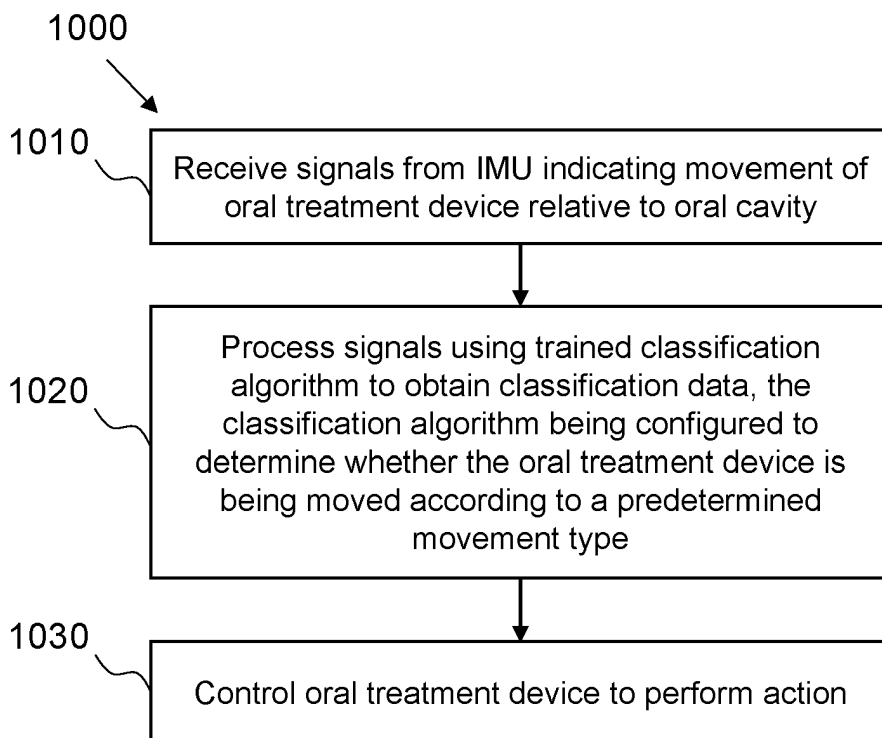 1000
1010
Receive signals from IMU indicating movement of
oral treatment device relative to oral cavity
1020
Process signals using trained classification
algorithm to obtain classification data, the
classification algorithm being configured to
determine whether the oral treatment device is
being moved according to a predetermined
movement type
1030
Control oral treatment device to perform action